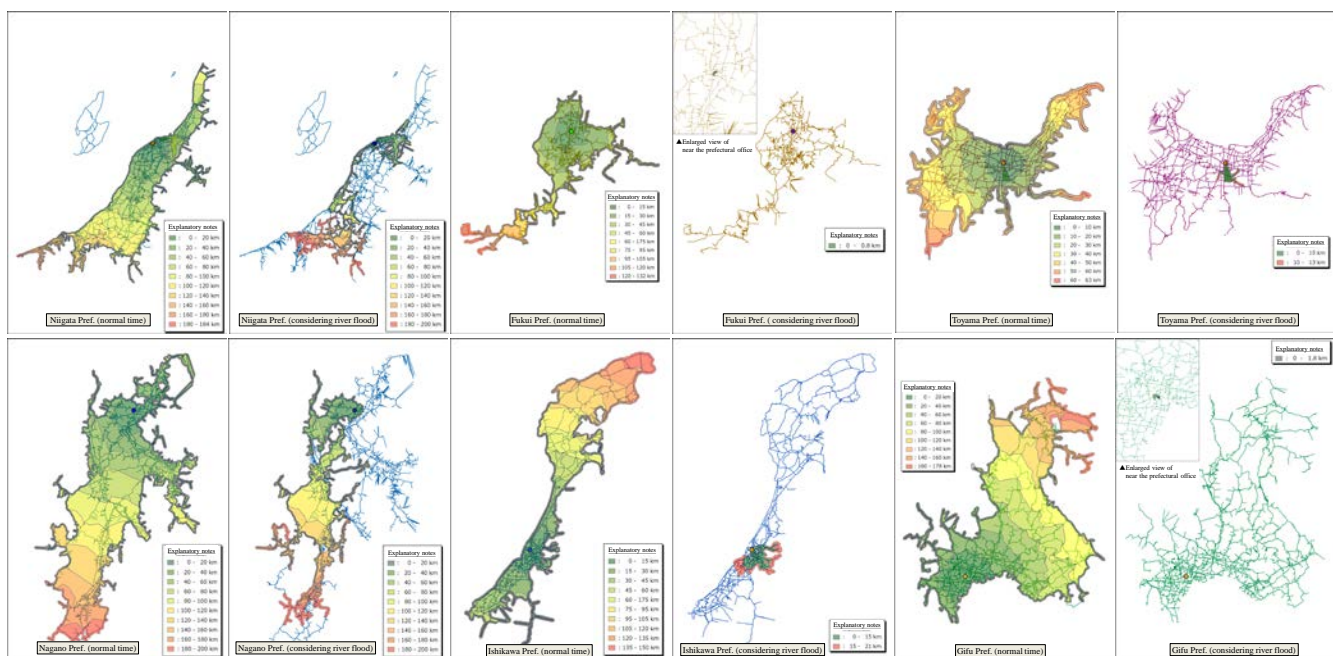 Explanatory notes
: 0 - 20 km
: 20 - 40 km
: 40 - 60 km
: 60 - 80 km
: 80 - 100 km
: 100 - 120 km
: 120 - 140 km
: 140 - 160 km
: 160 - 180 km
: 180 - 184 km
Niigata Pref. (normal time)
Explanatory notes
: 0 - 20 km
: 20 - 40 km
: 40 - 60 km
: 60 - 80 km
: 80 - 100 km
: 100 - 120 km
: 120 - 140 km
: 140 - 160 km
: 160 - 180 km
: 180 - 200 km
Niigata Pref. (considering river flood)
Explanatory notes
: 0 - 15 km
: 15 - 30 km
: 30 - 45 km
: 45 - 60 km
: 75 - 95 km
: 105 - 120 km
: 120 - 132 km
Fukui Pref. (normal time)
▲Enlarged view of
near the prefectural office
Explanatory notes
: 0 - 0.8 km
Fukui Pref. ( considering river flood)
Explanatory notes
: 0 - 10 km
: 10 - 20 km
: 20 - 30 km
: 30 - 40 km
: 40 - 50 km
: 50 - 60 km
: 60 - 63 km
Toyama Pref. (normal time)
Explanatory notes
: 0 - 10 km
: 10 - 13 km
Toyama Pref. (considering river flood)
Explanatory notes
: 0 - 20 km
: 20 - 40 km
: 40 - 60 km
: 60 - 80 km
: 80 - 100 km
: 100 - 120 km
: 120 - 140 km
: 140 - 160 km
: 160 - 180 km
: 180 - 200 km
Nagano Pref. (normal time)
Explanatory notes
: 0 - 20 km
: 20 - 40 km
: 40 - 60 km
: 60 - 80 km
: 80 - 100 km
: 100 - 120 km
: 120 - 140 km
: 140 - 160 km
: 160 - 180 km
: 180 - 200 km
Nagano Pref. (considering river flood)
Explanatory notes
: 0 - 15 km
: 15 - 30 km
: 30 - 45 km
: 45 - 60 km
: 60 - 175 km
: 75 - 95 km
: 95 - 105 km
: 105 - 120 km
: 120 - 135 km
: 135 - 150 km
Ishikawa Pref. (normal time)
Explanatory notes
: 0 - 15 km
: 15 - 21 km
Ishikawa Pref. (considering river flood)
Explanatory notes
: 0 - 20 km
: 20 - 45 km
: 40 - 60 km
: 60 - 80 km
: 80 - 100 km
: 100 - 120 km
: 120 - 140 km
: 140 - 160 km
: 160 - 178 km
Gifu Pref. (normal time)
Explanatory notes
: 0 - 1.8 km
▲Enlarged view of
near the prefectural office
Gifu Pref. (considering river flood)